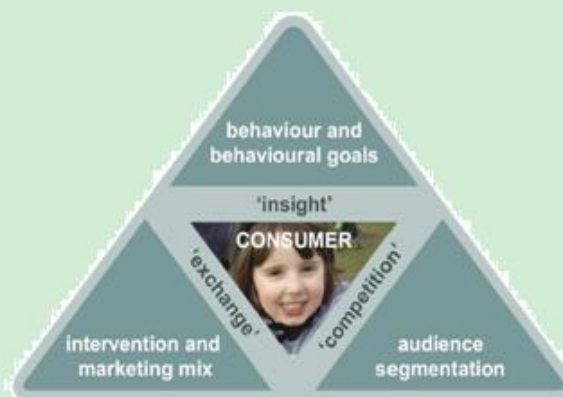 behaviour and
behavioural goals
'insight'
CONSUMER
'exchange'
'competition'
intervention and
marketing mix
audience
segmentation